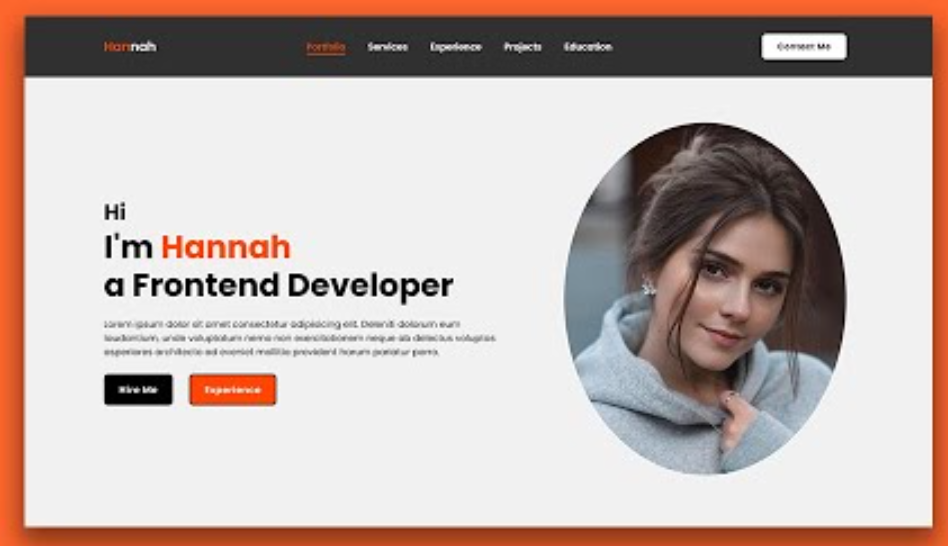 Hannah
Portfolio Services Experience Projects Education
Contact Me
Hi
I'm Hannah
a Frontend Developer
Lorem ipsum dolor sit amet consectetur adipisicing elit. Deleniti dolorum eum
laudantium, unde voluptatum nemo non exercitationem neque ab delectus voluptas
asperiores architecto ad eveniet mollitia provident harum pariatur porro.
Hire Me Experience